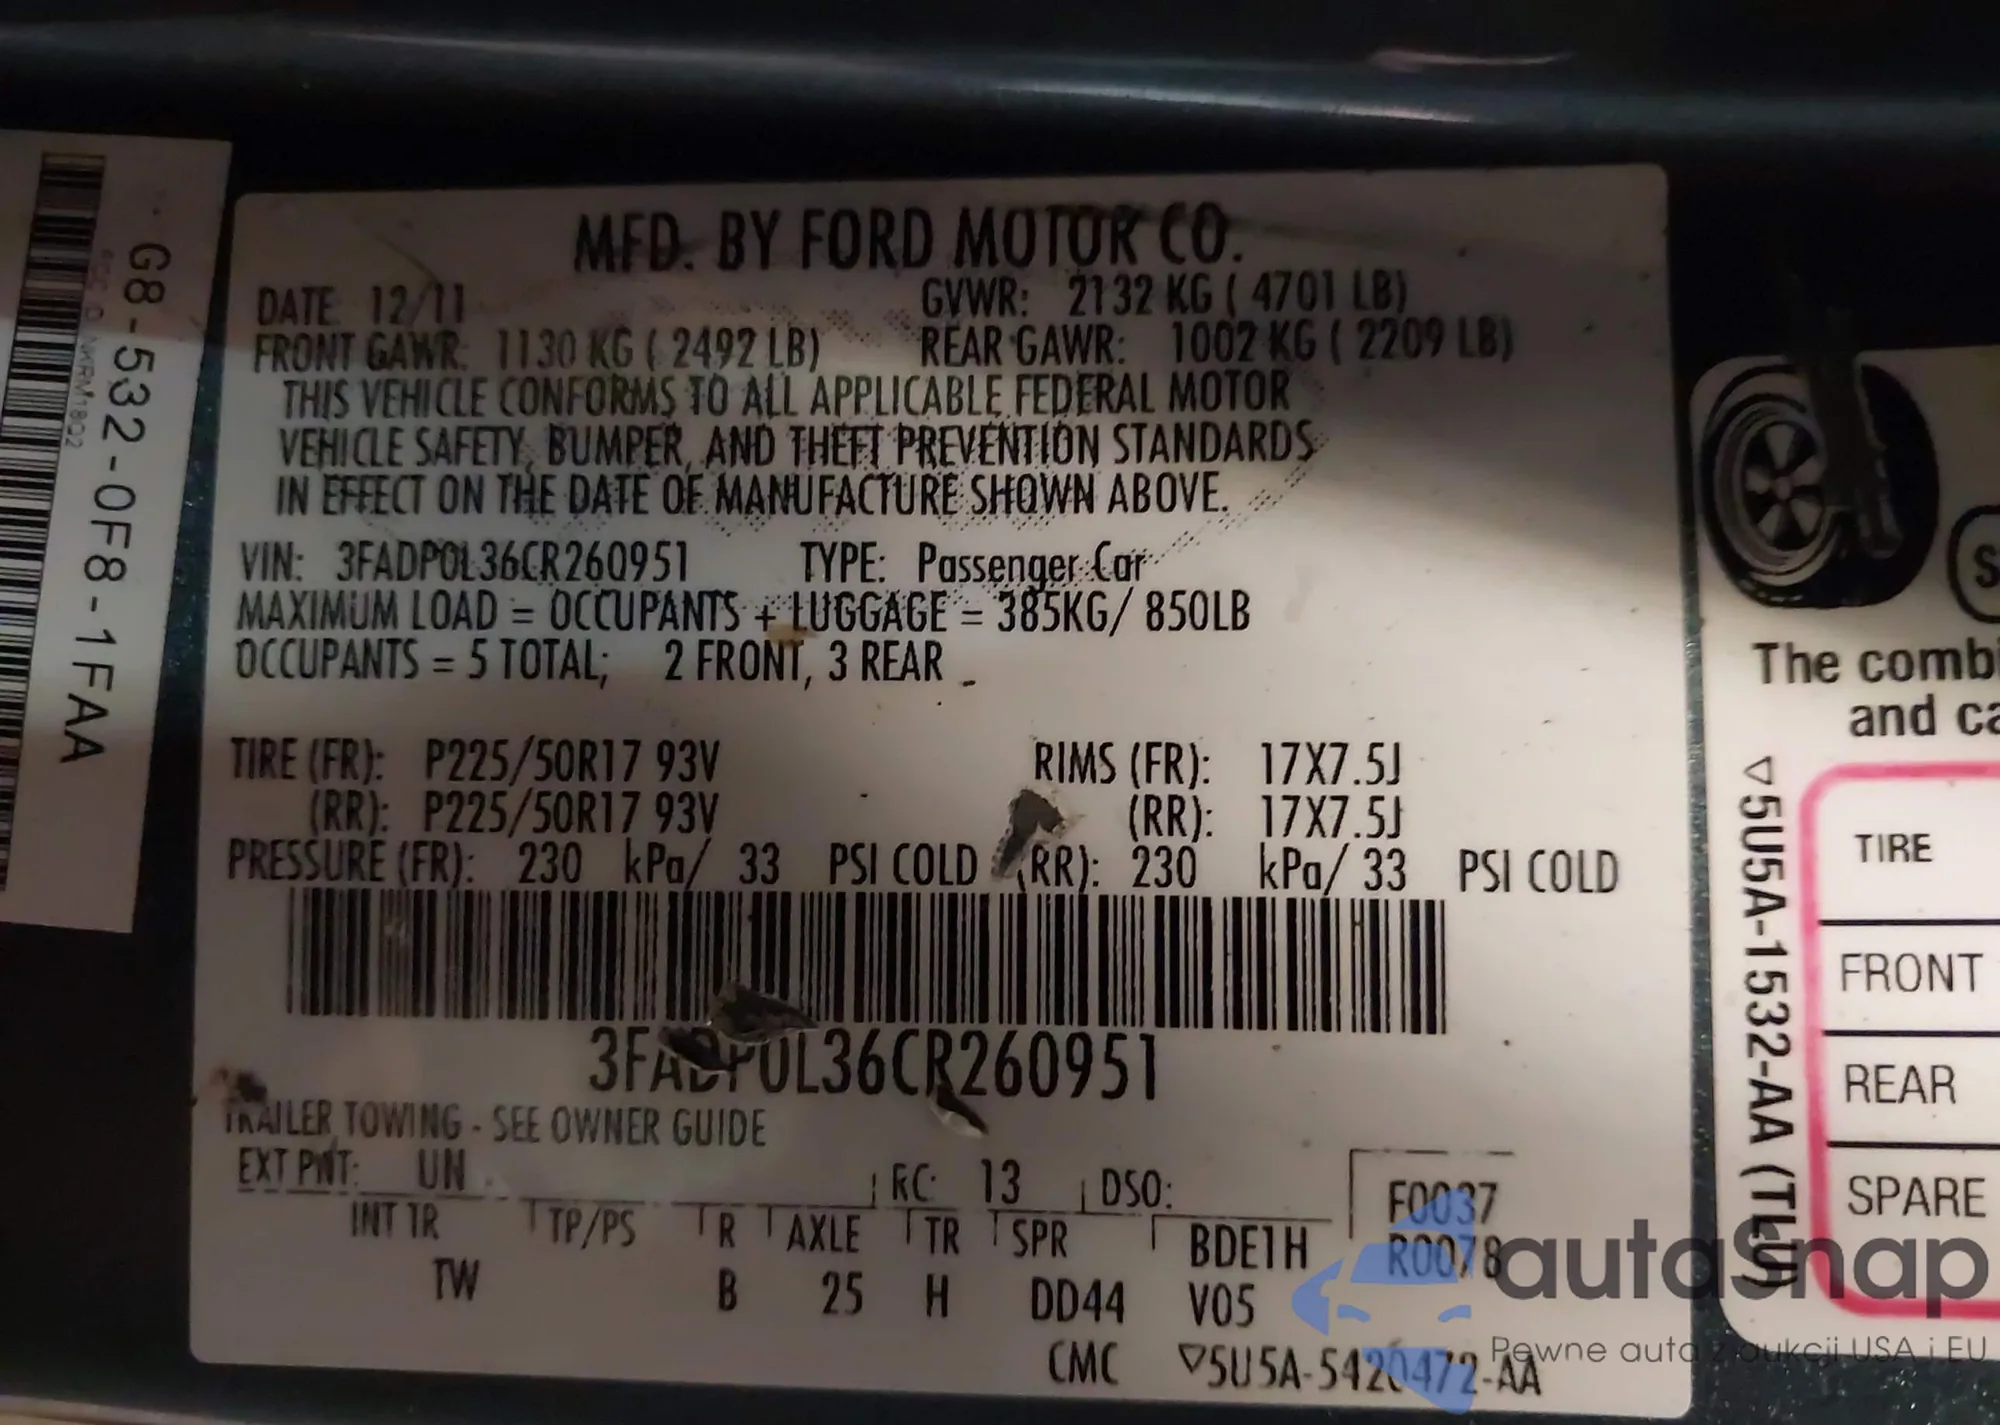 G8-532-0F8-1FAA
MFD. BY FORD MOTOR CO.
DATE: 12/11 GVWR: 2132 KG ( 4701 LB)
FRONT GAWR: 1130 KG ( 2492 LB) REAR GAWR: 1002 KG ( 2209 LB)
THIS VEHICLE CONFORMS TO ALL APPLICABLE FEDERAL MOTOR
VEHICLE SAFETY, BUMPER, AND THEFT PREVENTION STANDARDS
IN EFFECT ON THE DATE OF MANUFACTURE SHOWN ABOVE.
VIN: 3FADP0L36CR260951 TYPE: Passenger Car
MAXIMUM LOAD = OCCUPANTS + LUGGAGE = 385KG/ 850LB
OCCUPANTS = 5 TOTAL; 2 FRONT, 3 REAR
TIRE (FR): P225/50R17 93V RIMS (FR): 17X7.5J
(RR): P225/50R17 93V (RR): 17X7.5J
PRESSURE (FR): 230 kPa/ 33 PSI COLD (RR): 230 kPa/ 33 PSI COLD
3FADP0L36CR260951
TRAILER TOWING - SEE OWNER GUIDE
EXT PNT: UN RC: 13 DSO: F0037
INT TR TP/PS R AXLE TR SPR BDE1H R0078
TW B 25 H DD44 V05
CMC ▽5U5A-5420472-AA
S
The combi
and ca
▽5U5A-1532-AA (TLU)
TIRE
FRONT
REAR
SPARE
autoSnap
Pewne auta z aukcji USA i EU